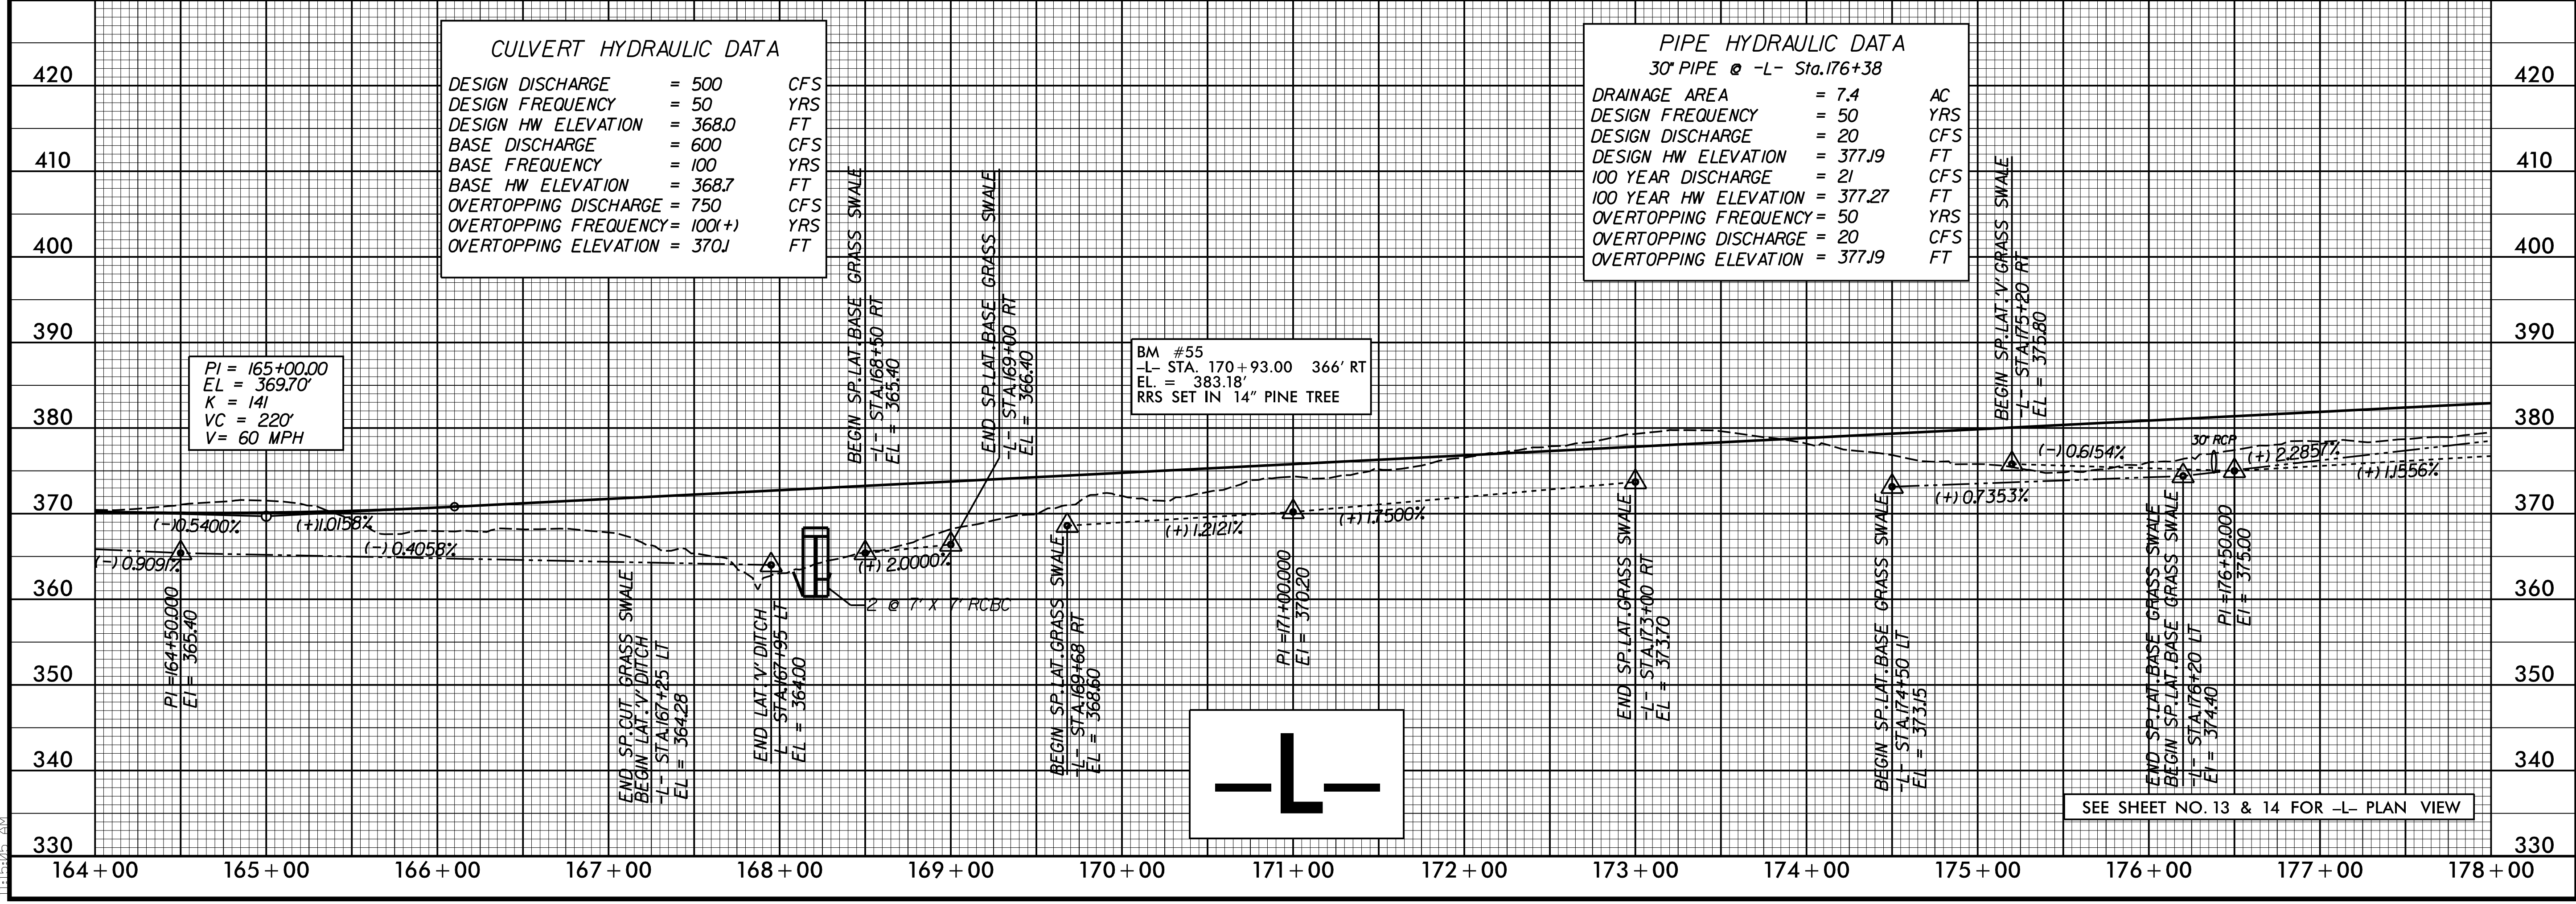 CULVERT HYDRAULIC DATA
DESIGN DISCHARGE = 500 CFS
DESIGN FREQUENCY = 50 YRS
DESIGN HW ELEVATION = 368.0 FT
BASE DISCHARGE = 600 CFS
BASE FREQUENCY = 100 YRS
BASE HW ELEVATION = 368.7 FT
OVERTOPPING DISCHARGE = 750 CFS
OVERTOPPING FREQUENCY= 100(+) YRS
OVERTOPPING ELEVATION = 370.1 FT
PIPE HYDRAULIC DATA
30" PIPE @ -L- Sta.176+38
DRAINAGE AREA = 7.4 AC
DESIGN FREQUENCY = 50 YRS
DESIGN DISCHARGE = 20 CFS
DESIGN HW ELEVATION = 377.19 FT
100 YEAR DISCHARGE = 21 CFS
100 YEAR HW ELEVATION = 377.27 FT
OVERTOPPING FREQUENCY= 50 YRS
OVERTOPPING DISCHARGE = 20 CFS
OVERTOPPING ELEVATION = 377.19 FT
420
410
400
390
380
370
360
350
340
330
420
410
400
390
380
370
360
350
340
330
PI = 165+00.00
EL = 369.70'
K = 141
VC = 220'
V= 60 MPH
BEGIN SP.LAT.BASE GRASS SWALE
-L- STA.168+50 RT
EL = 365.40
END SP.LAT.BASE GRASS SWALE
-L- STA.169+00 RT
EL = 366.40
BM #55
-L- STA. 170+93.00 366' RT
EL. = 383.18'
RRS SET IN 14" PINE TREE
BEGIN SP.LAT.'V' GRASS SWALE
-L- STA.175+20 RT
EL = 375.80
(-)0.5400%
(+)1.0158%
(-)0.4058%
(-)0.9091%
(+)2.0000%
(+)1.2121%
(+)1.7500%
(+)0.7353%
(-)0.6154%
30" RCP
(+)2.2857%
(+)1.1556%
PI =164+50.000
El = 365.40
END SP.CUT GRASS SWALE
BEGIN LAT.'V' DITCH
-L- STA.167+25 LT
EL = 364.28
END LAT.'V' DITCH
-L- STA.167+95 LT
EL = 364.00
2 @ 7' X 7' RCBC
BEGIN SP.LAT.GRASS SWALE
-L- STA.169+68 RT
EL = 368.60
PI =171+00.000
El = 370.20
END SP.LAT.GRASS SWALE
-L- STA.173+00 RT
EL = 373.70
BEGIN SP.LAT.BASE GRASS SWALE
-L- STA.174+50 LT
EL = 373.15
END SP.LAT.BASE GRASS SWALE
BEGIN SP.LAT.BASE GRASS SWALE
-L- STA.176+20 LT
El = 374.40
PI =176+50.000
El = 375.00
-L-
SEE SHEET NO. 13 & 14 FOR -L- PLAN VIEW
164+00 165+00 166+00 167+00 168+00 169+00 170+00 171+00 172+00 173+00 174+00 175+00 176+00 177+00 178+00